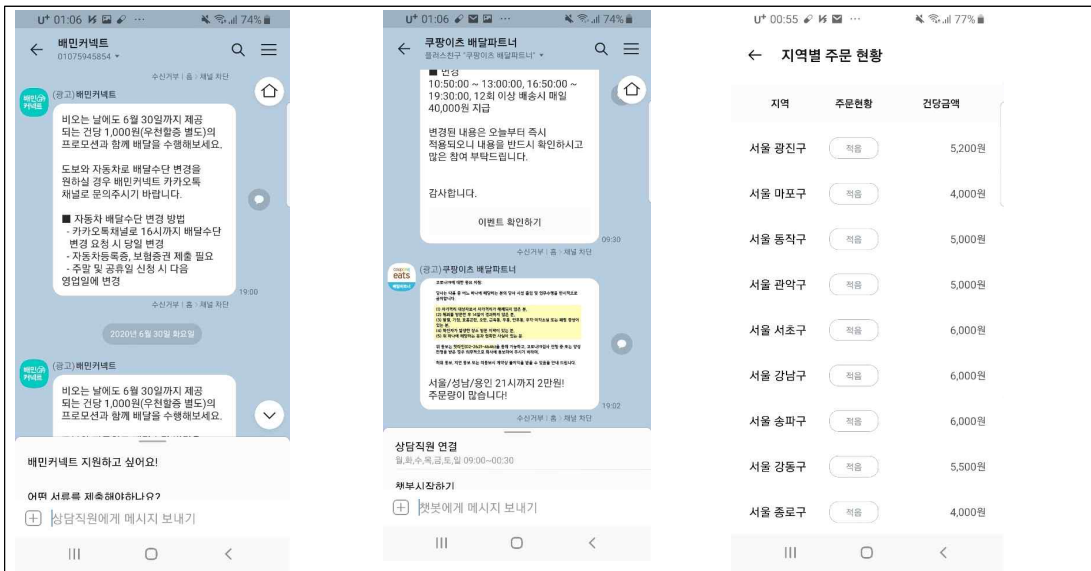 U+ 01:06
74%
배민커넥트
01075945854
수신거부 | 홈 > 채널 차단
(광고)배민커넥트
배민
커넥트
비오는 날에도 6월 30일까지 제공
되는 건당 1,000원(우천할증 별도)의
프로모션과 함께 배달을 수행해보세요.
도보와 자동차로 배달수단 변경을
원하실 경우 배민커넥트 카카오톡
채널로 문의주시기 바랍니다.
■ 자동차 배달수단 변경 방법
- 카카오톡채널로 16시까지 배달수단
변경 요청 시 당일 변경
- 자동차등록증, 보험증권 제출 필요
- 주말 및 공휴일 신청 시 다음
영업일에 변경
19:00
수신거부 | 홈 > 채널 차단
2020년 6월 30일 화요일
(광고)배민커넥트
비오는 날에도 6월 30일까지 제공
되는 건당 1,000원(우천할증 별도)의
프로모션과 함께 배달을 수행해보세요.
배민커넥트 지원하고 싶어요!
어떤 서류를 제출해야하나요?
상담직원에게 메시지 보내기
U+ 01:06
74%
쿠팡이츠 배달파트너
플러스친구 "쿠팡이츠 배달파트너"
■ 변경
10:50:00 ~ 13:00:00, 16:50:00 ~
19:30:00, 12회 이상 배송시 매일
40,000원 지급
변경된 내용은 오늘부터 즉시
적용되오니 내용을 반드시 확인하시고
많은 참여 부탁드립니다.
감사합니다.
이벤트 확인하기
09:30
수신거부 | 홈 > 채널 차단
(광고)쿠팡이츠 배달파트너
eats
서울/성남/용인 21시까지 2만원!
주문량이 많습니다!
19:02
수신거부 | 홈 > 채널 차단
상담직원 연결
월,화,수,목,금,토,일 09:00~00:30
챗봇시작하기
챗봇에게 메시지 보내기
U+ 00:55
77%
지역별 주문 현황
지역 주문현황 건당금액
서울 광진구 적음 5,200원
서울 마포구 적음 4,000원
서울 동작구 적음 5,000원
서울 관악구 적음 5,000원
서울 서초구 적음 6,000원
서울 강남구 적음 6,000원
서울 송파구 적음 6,000원
서울 강동구 적음 5,500원
서울 종로구 적음 4,000원